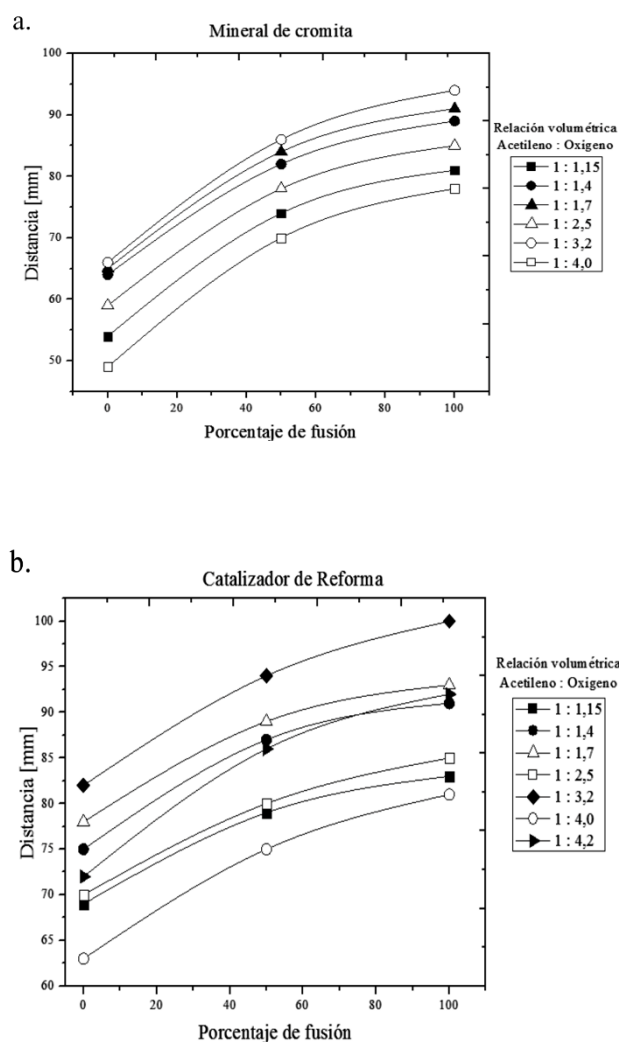 a.
Mineral de cromita
100
90
80
70
60
50
0 20 40 60 80 100
Distancia [mm]
Porcentaje de fusión
Relación volumétrica
Acetileno : Oxigeno
1 : 1,15
1 : 1,4
1 : 1,7
1 : 2,5
1 : 3,2
1 : 4,0
b.
Catalizador de Reforma
100
95
90
85
80
75
70
65
60
0 20 40 60 80 100
Distancia [mm]
Porcentaje de fusión
Relación volumétrica
Acetileno : Oxigeno
1 : 1,15
1 : 1,4
1 : 1,7
1 : 2,5
1 : 3,2
1 : 4,0
1 : 4,2